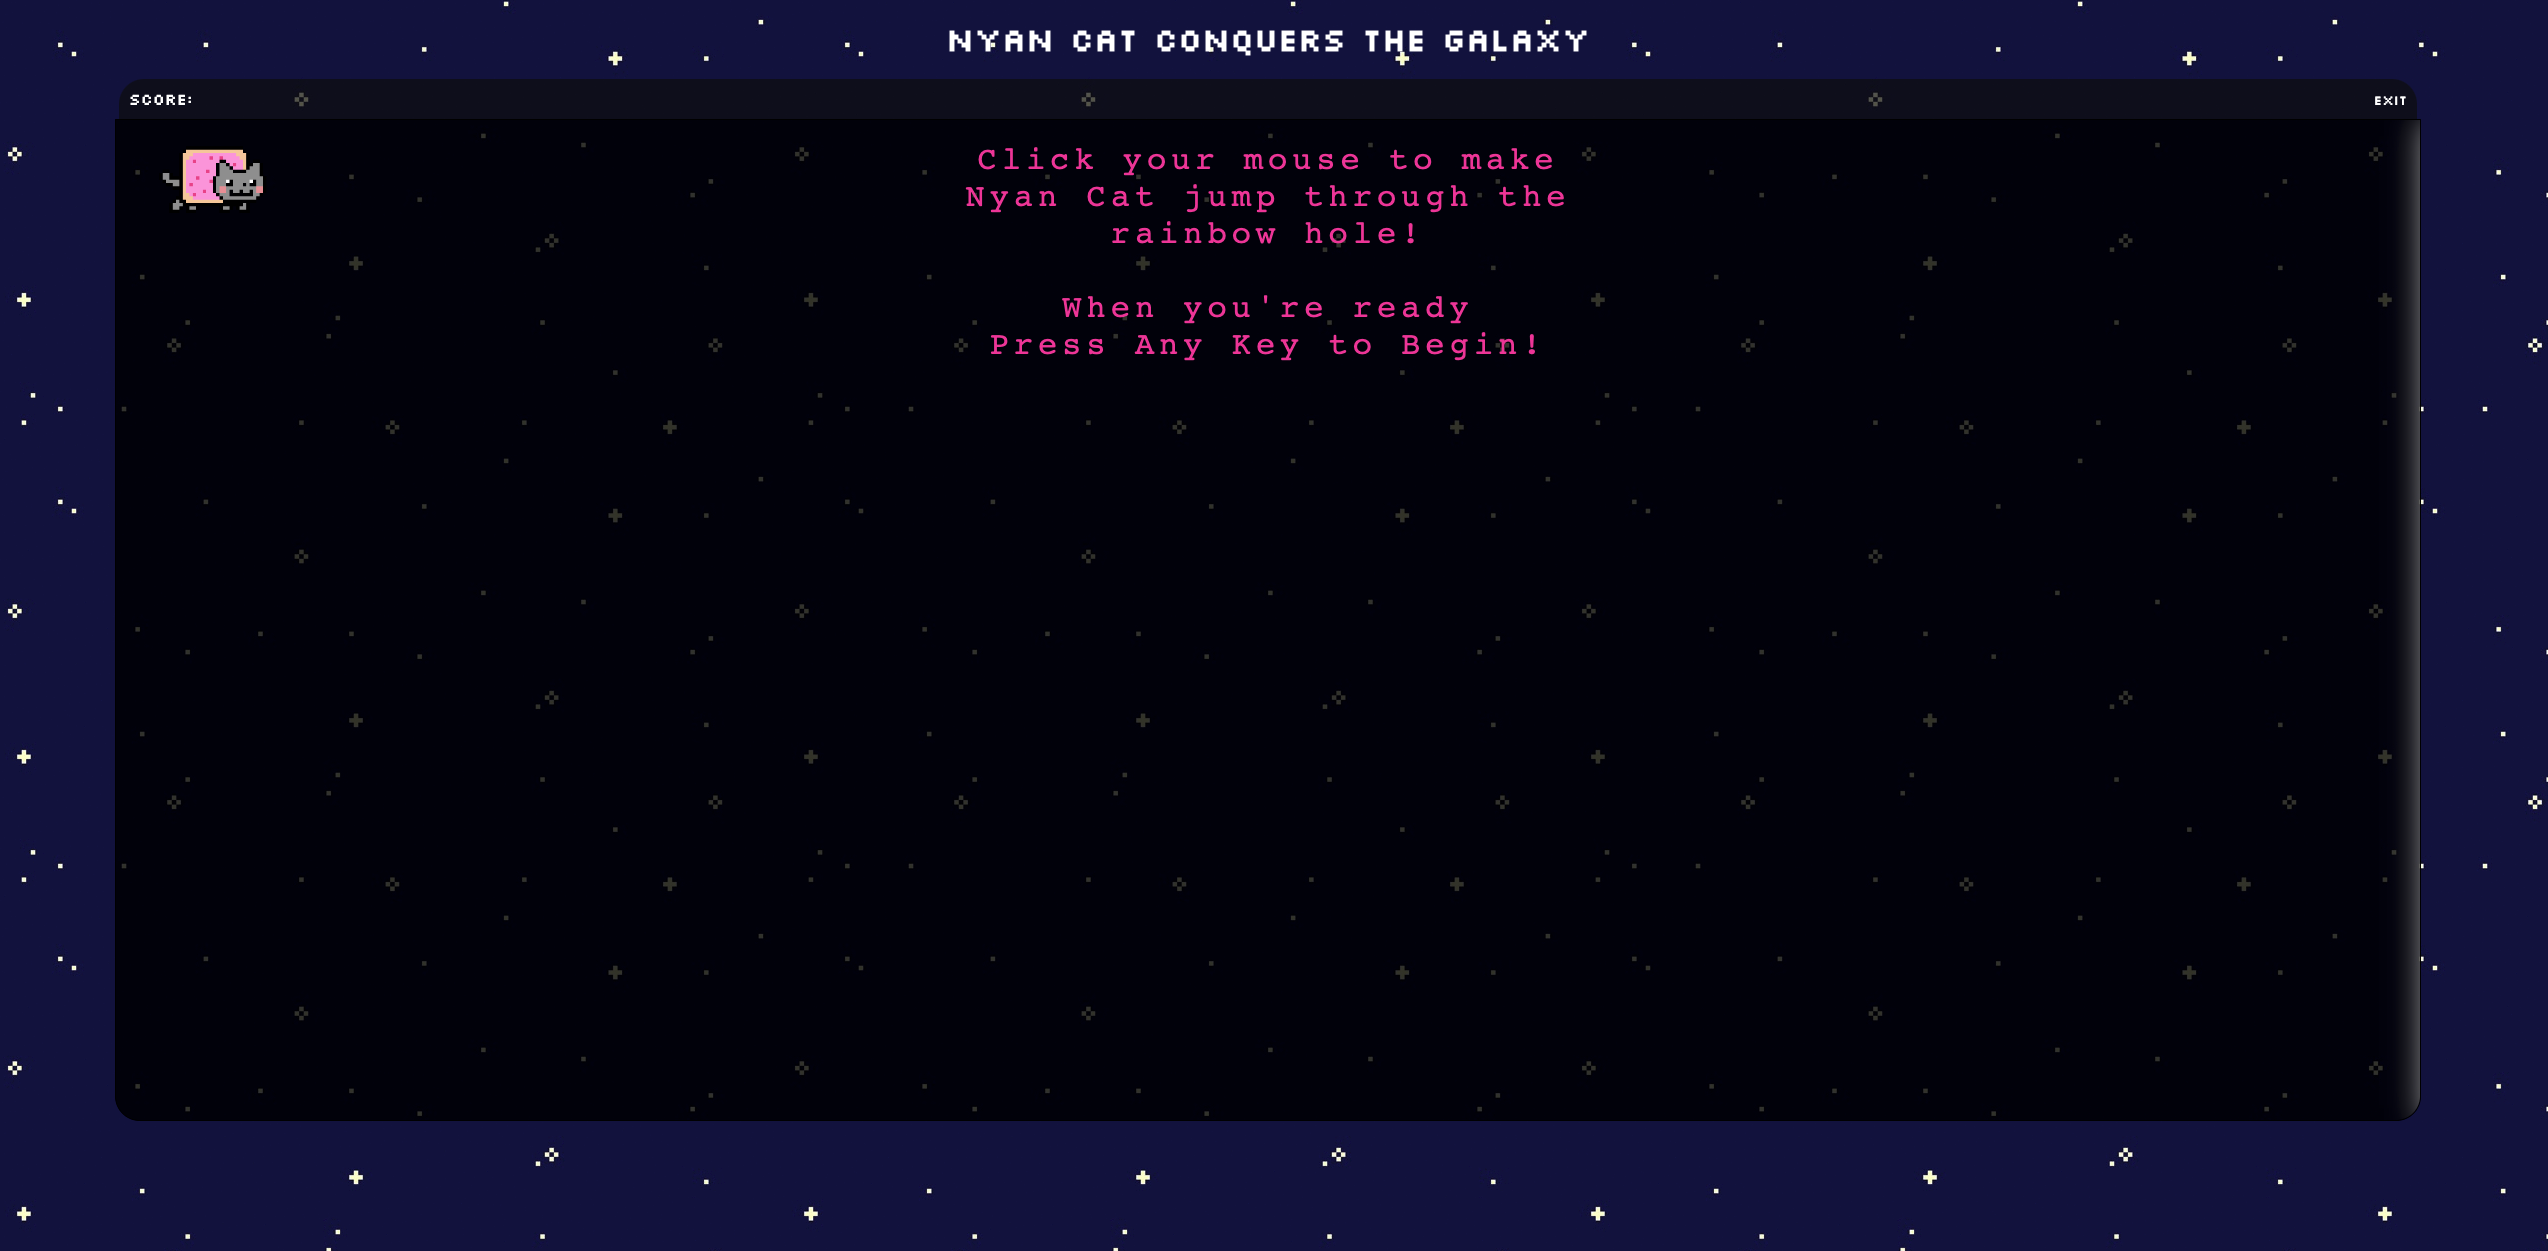 NYAN CAT CONQUERS THE GALAXY
SCORE:
EXIT
Click your mouse to make
Nyan Cat jump through the
rainbow hole!
When you're ready
Press Any Key to Begin!